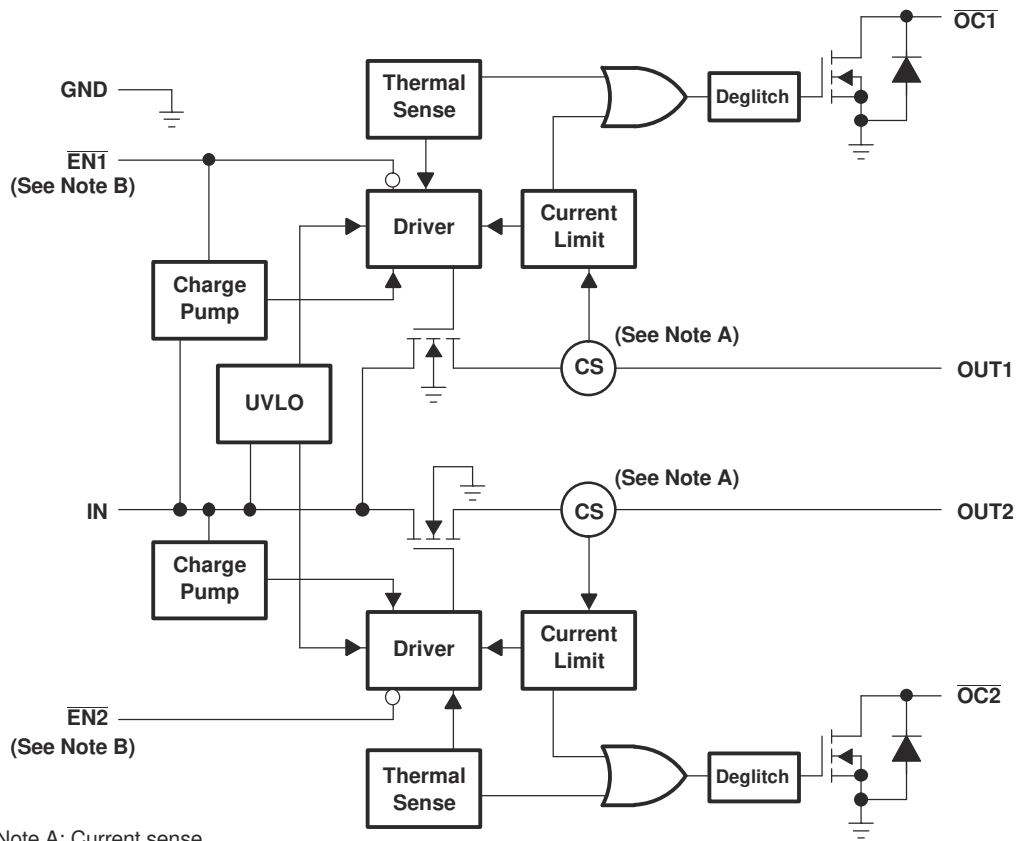 OC1
GND
Thermal
Sense
Deglitch
EN1
(See Note B)
Driver
Current
Limit
Charge
Pump
(See Note A)
CS
OUT1
UVLO
(See Note A)
IN
CS
OUT2
Charge
Pump
Driver
Current
Limit
EN2
(See Note B)
OC2
Thermal
Sense
Deglitch
Note A: Current sense